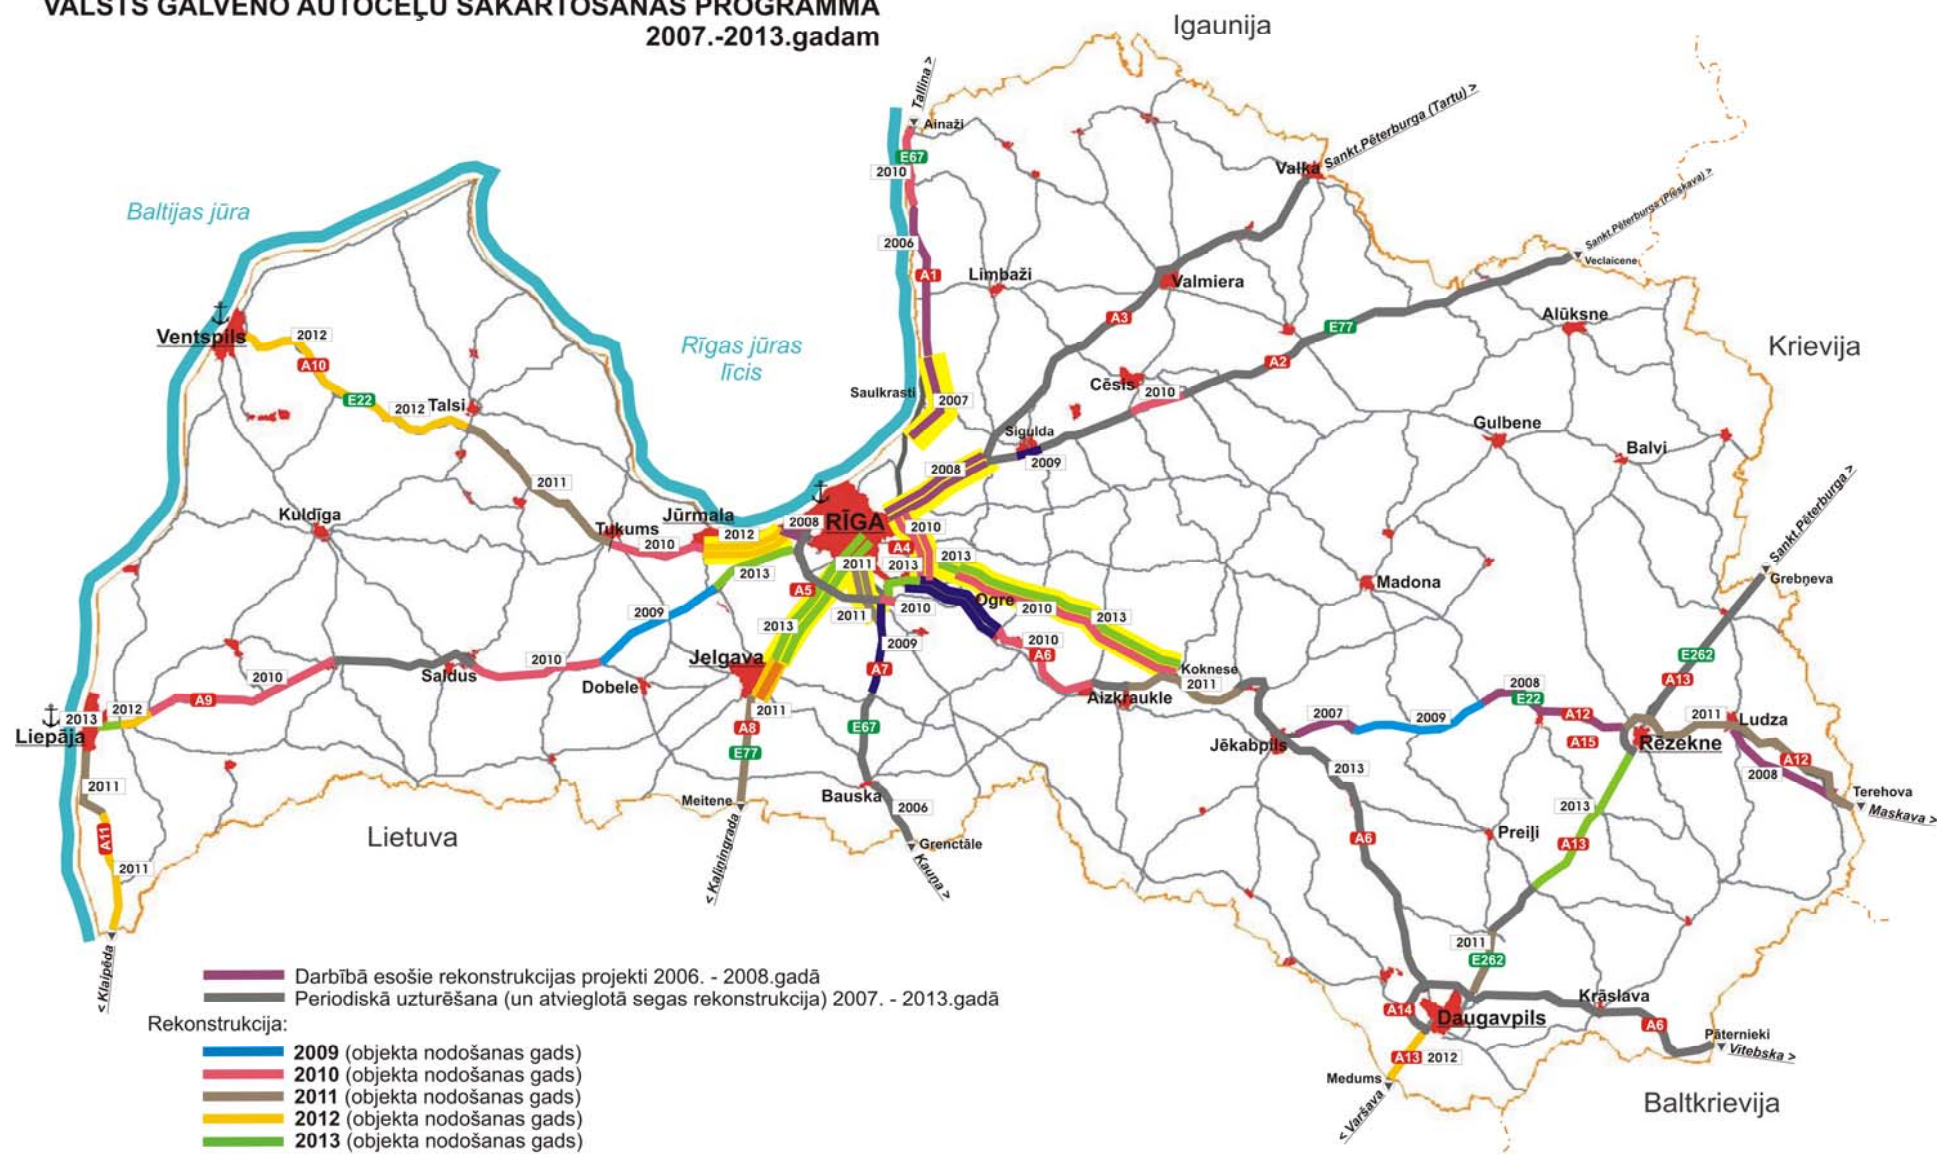 VALSTS GALVENO AUTOCEĻU SAKĀRTOŠANAS PROGRAMMA
2007.-2013.gadam
Igaunija
Tallina >
Ainaži
E67
2010
Sankt.Pēterburga (Tartu) >
Valka
Sankt.Pēterburga (Pleskava) >
Veclaicene
Baltijas jūra
2006
A1
Limbaži
Valmiera
A3
E77
Alūksne
Ventspils
2012
A10
E22
2012
Talsi
Rīgas jūras
līcis
Krievija
A2
Cēsis
2010
Saulkrasti
2007
Sigulda
2009
Gulbene
Balvi
2008
2011
Sankt.Pēterburga >
Kuldīga
Jūrmala
Tukums
2010
2012
2008
RĪGA
2010
A4
2013
2013
2011
2013
A5
Grebņeva
Madona
2009
2011
2010
Ogre
2010
2013
2013
2009
2010
A6
E262
A13
Jelgava
Saldus
2010
Dobele
A7
Koknese
2011
Aizkraukle
2010
A9
2012
2013
Liepāja
2011
A8
E77
E67
2008
E22
2007
2009
A12
A15
2011
Ludza
Rēzekne
Jēkabpils
2013
A12
2008
Terehova
Maskava >
2011
Meitene
Bauska
2006
Grenctāle
2013
A11
2011
Lietuva
< Kaļiņingrada
Kauņa >
A6
Preiļi
A13
< Klaipēda
2011
E262
Krāslava
A14
Daugavpils
A6
Pāternieki
Vitebska >
A13
2012
Medums
< Varšava
Baltkrievija
Darbībā esošie rekonstrukcijas projekti 2006. - 2008.gadā
Periodiskā uzturēšana (un atvieglotā segas rekonstrukcija) 2007. - 2013.gadā
Rekonstrukcija:
2009 (objekta nodošanas gads)
2010 (objekta nodošanas gads)
2011 (objekta nodošanas gads)
2012 (objekta nodošanas gads)
2013 (objekta nodošanas gads)